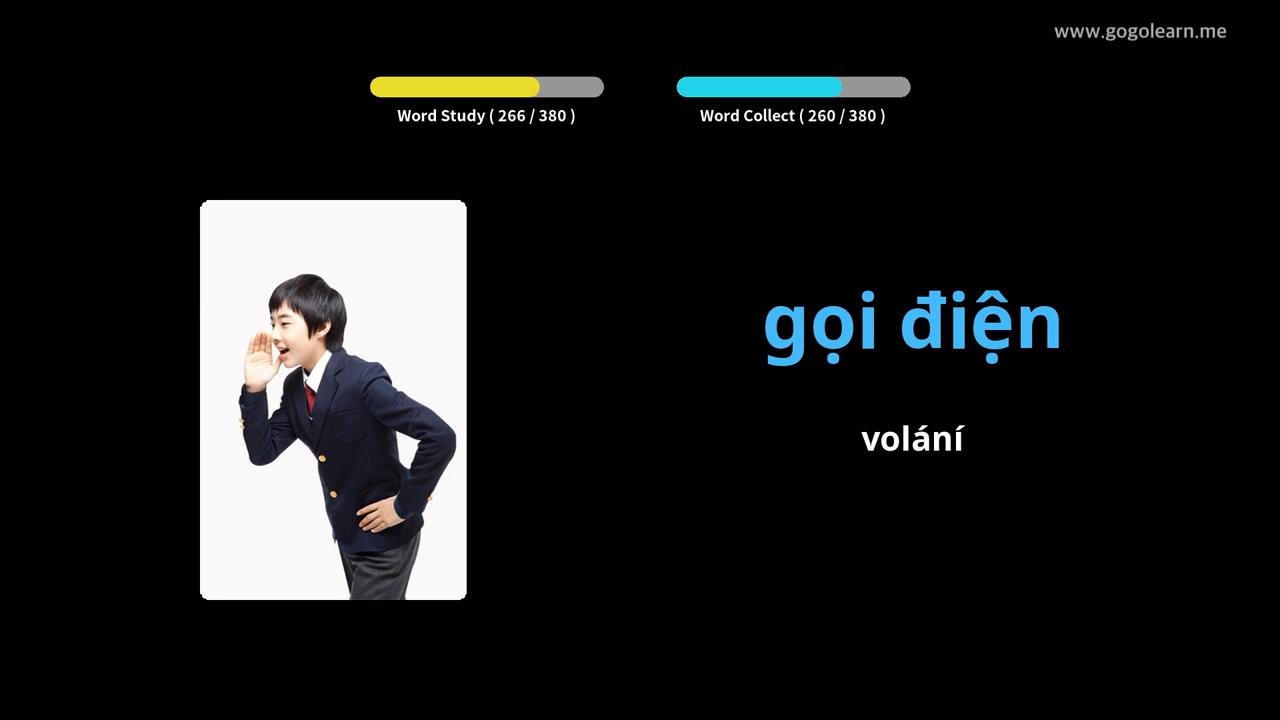 www.gogolearn.me
Word Study ( 266 / 380 )
Word Collect ( 260 / 380 )
gọi điện
volání